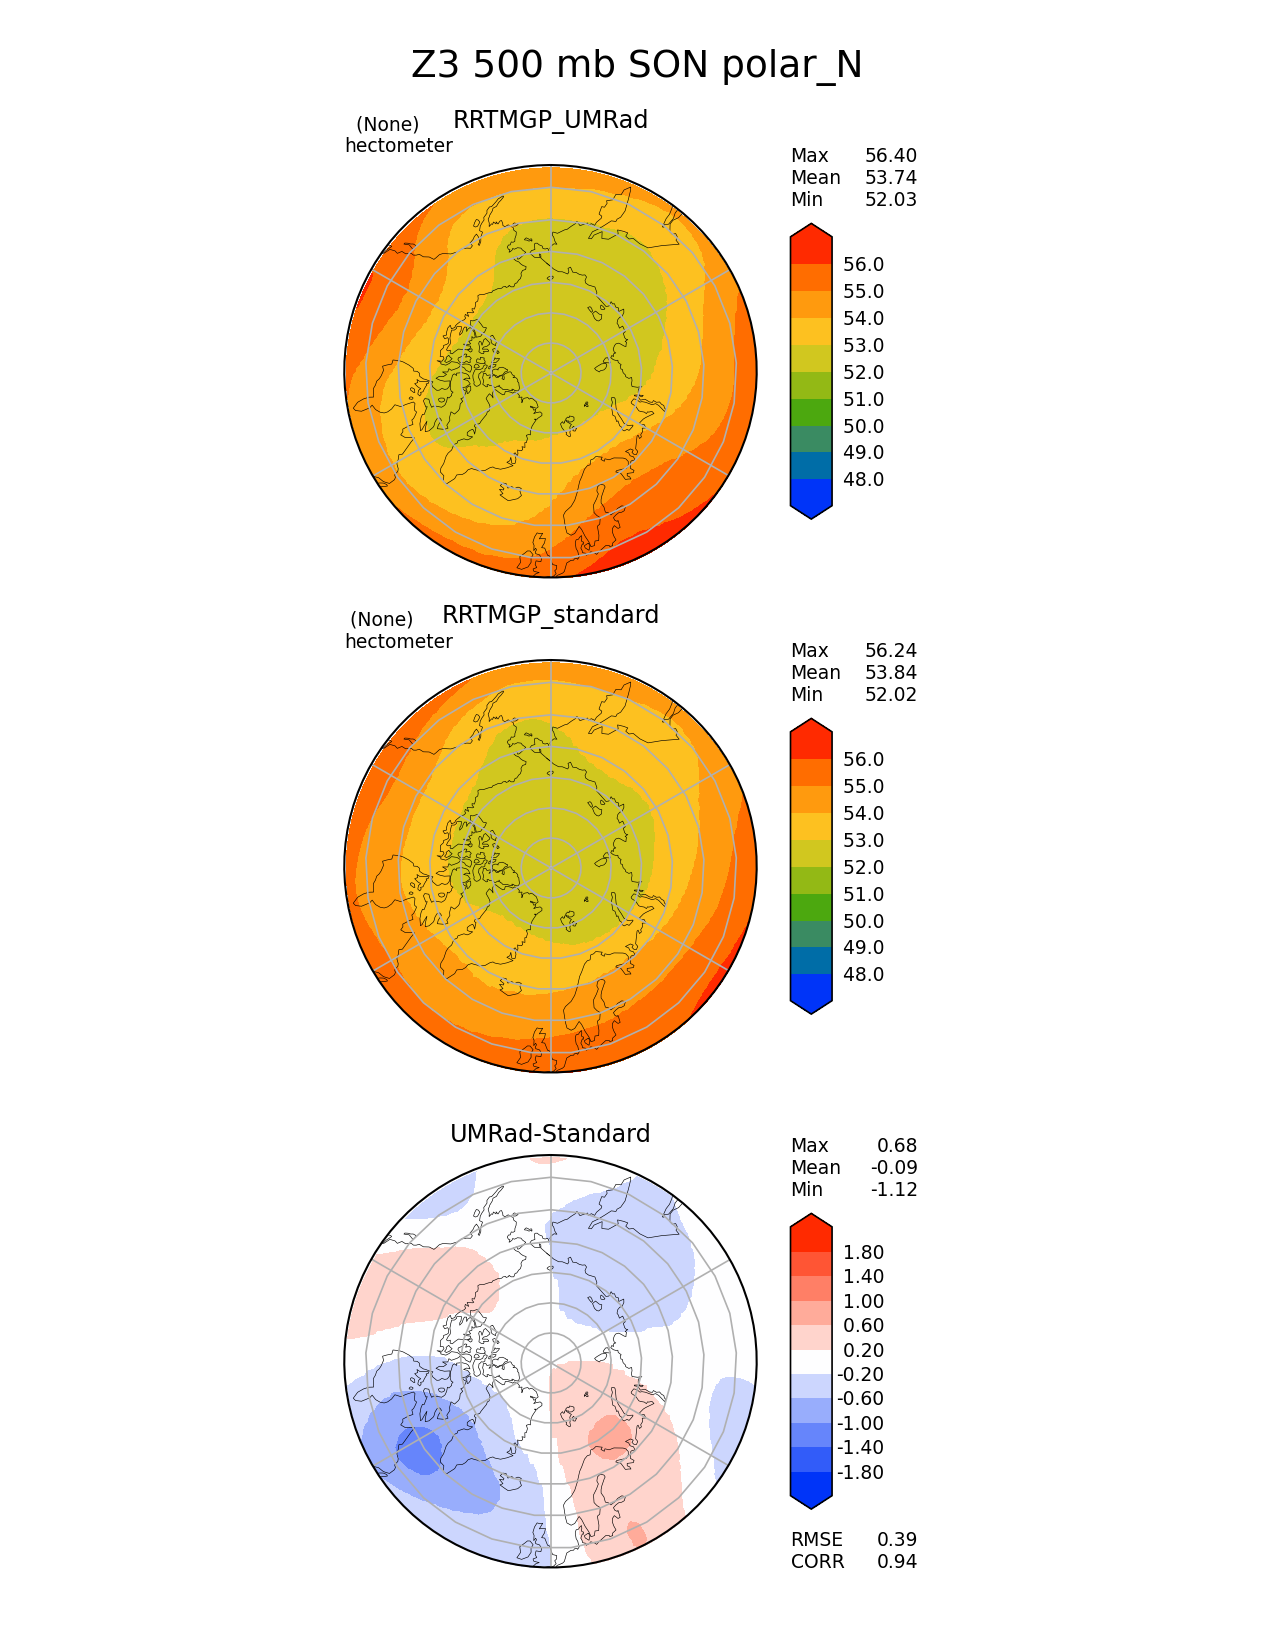 Z3 500 mb SON polar_N
(None) RRTMGP_UMRad
hectometer
Max 56.40
Mean 53.74
Min 52.03
56.0
55.0
54.0
53.0
52.0
51.0
50.0
49.0
48.0
(None) RRTMGP_standard
hectometer
Max 56.24
Mean 53.84
Min 52.02
56.0
55.0
54.0
53.0
52.0
51.0
50.0
49.0
48.0
UMRad-Standard
Max 0.68
Mean -0.09
Min -1.12
1.80
1.40
1.00
0.60
0.20
-0.20
-0.60
-1.00
-1.40
-1.80
RMSE 0.39
CORR 0.94